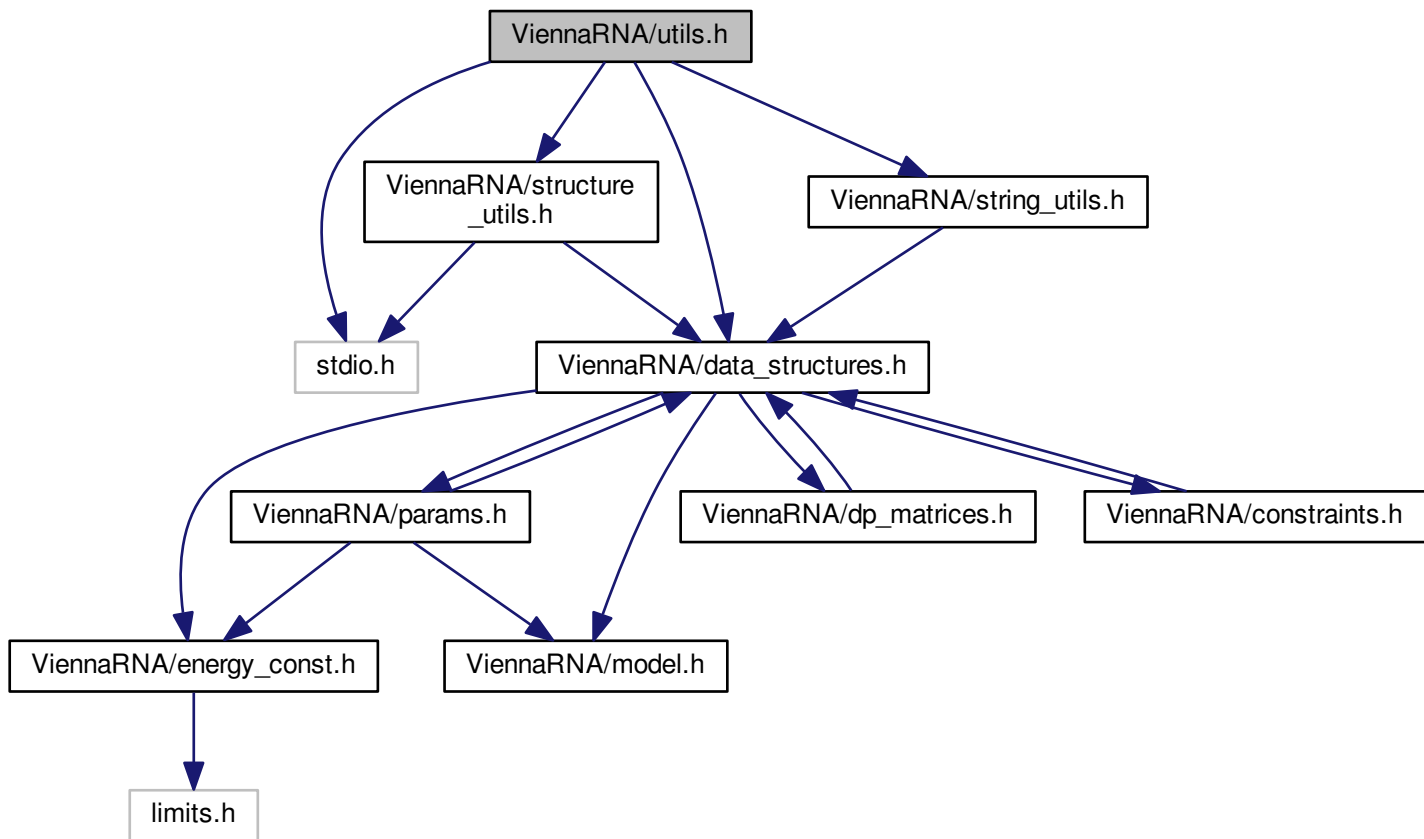 ViennaRNA/utils.h
ViennaRNA/structure
_utils.h
ViennaRNA/string_utils.h
stdio.h
ViennaRNA/data_structures.h
ViennaRNA/params.h
ViennaRNA/dp_matrices.h
ViennaRNA/constraints.h
ViennaRNA/energy_const.h
ViennaRNA/model.h
limits.h